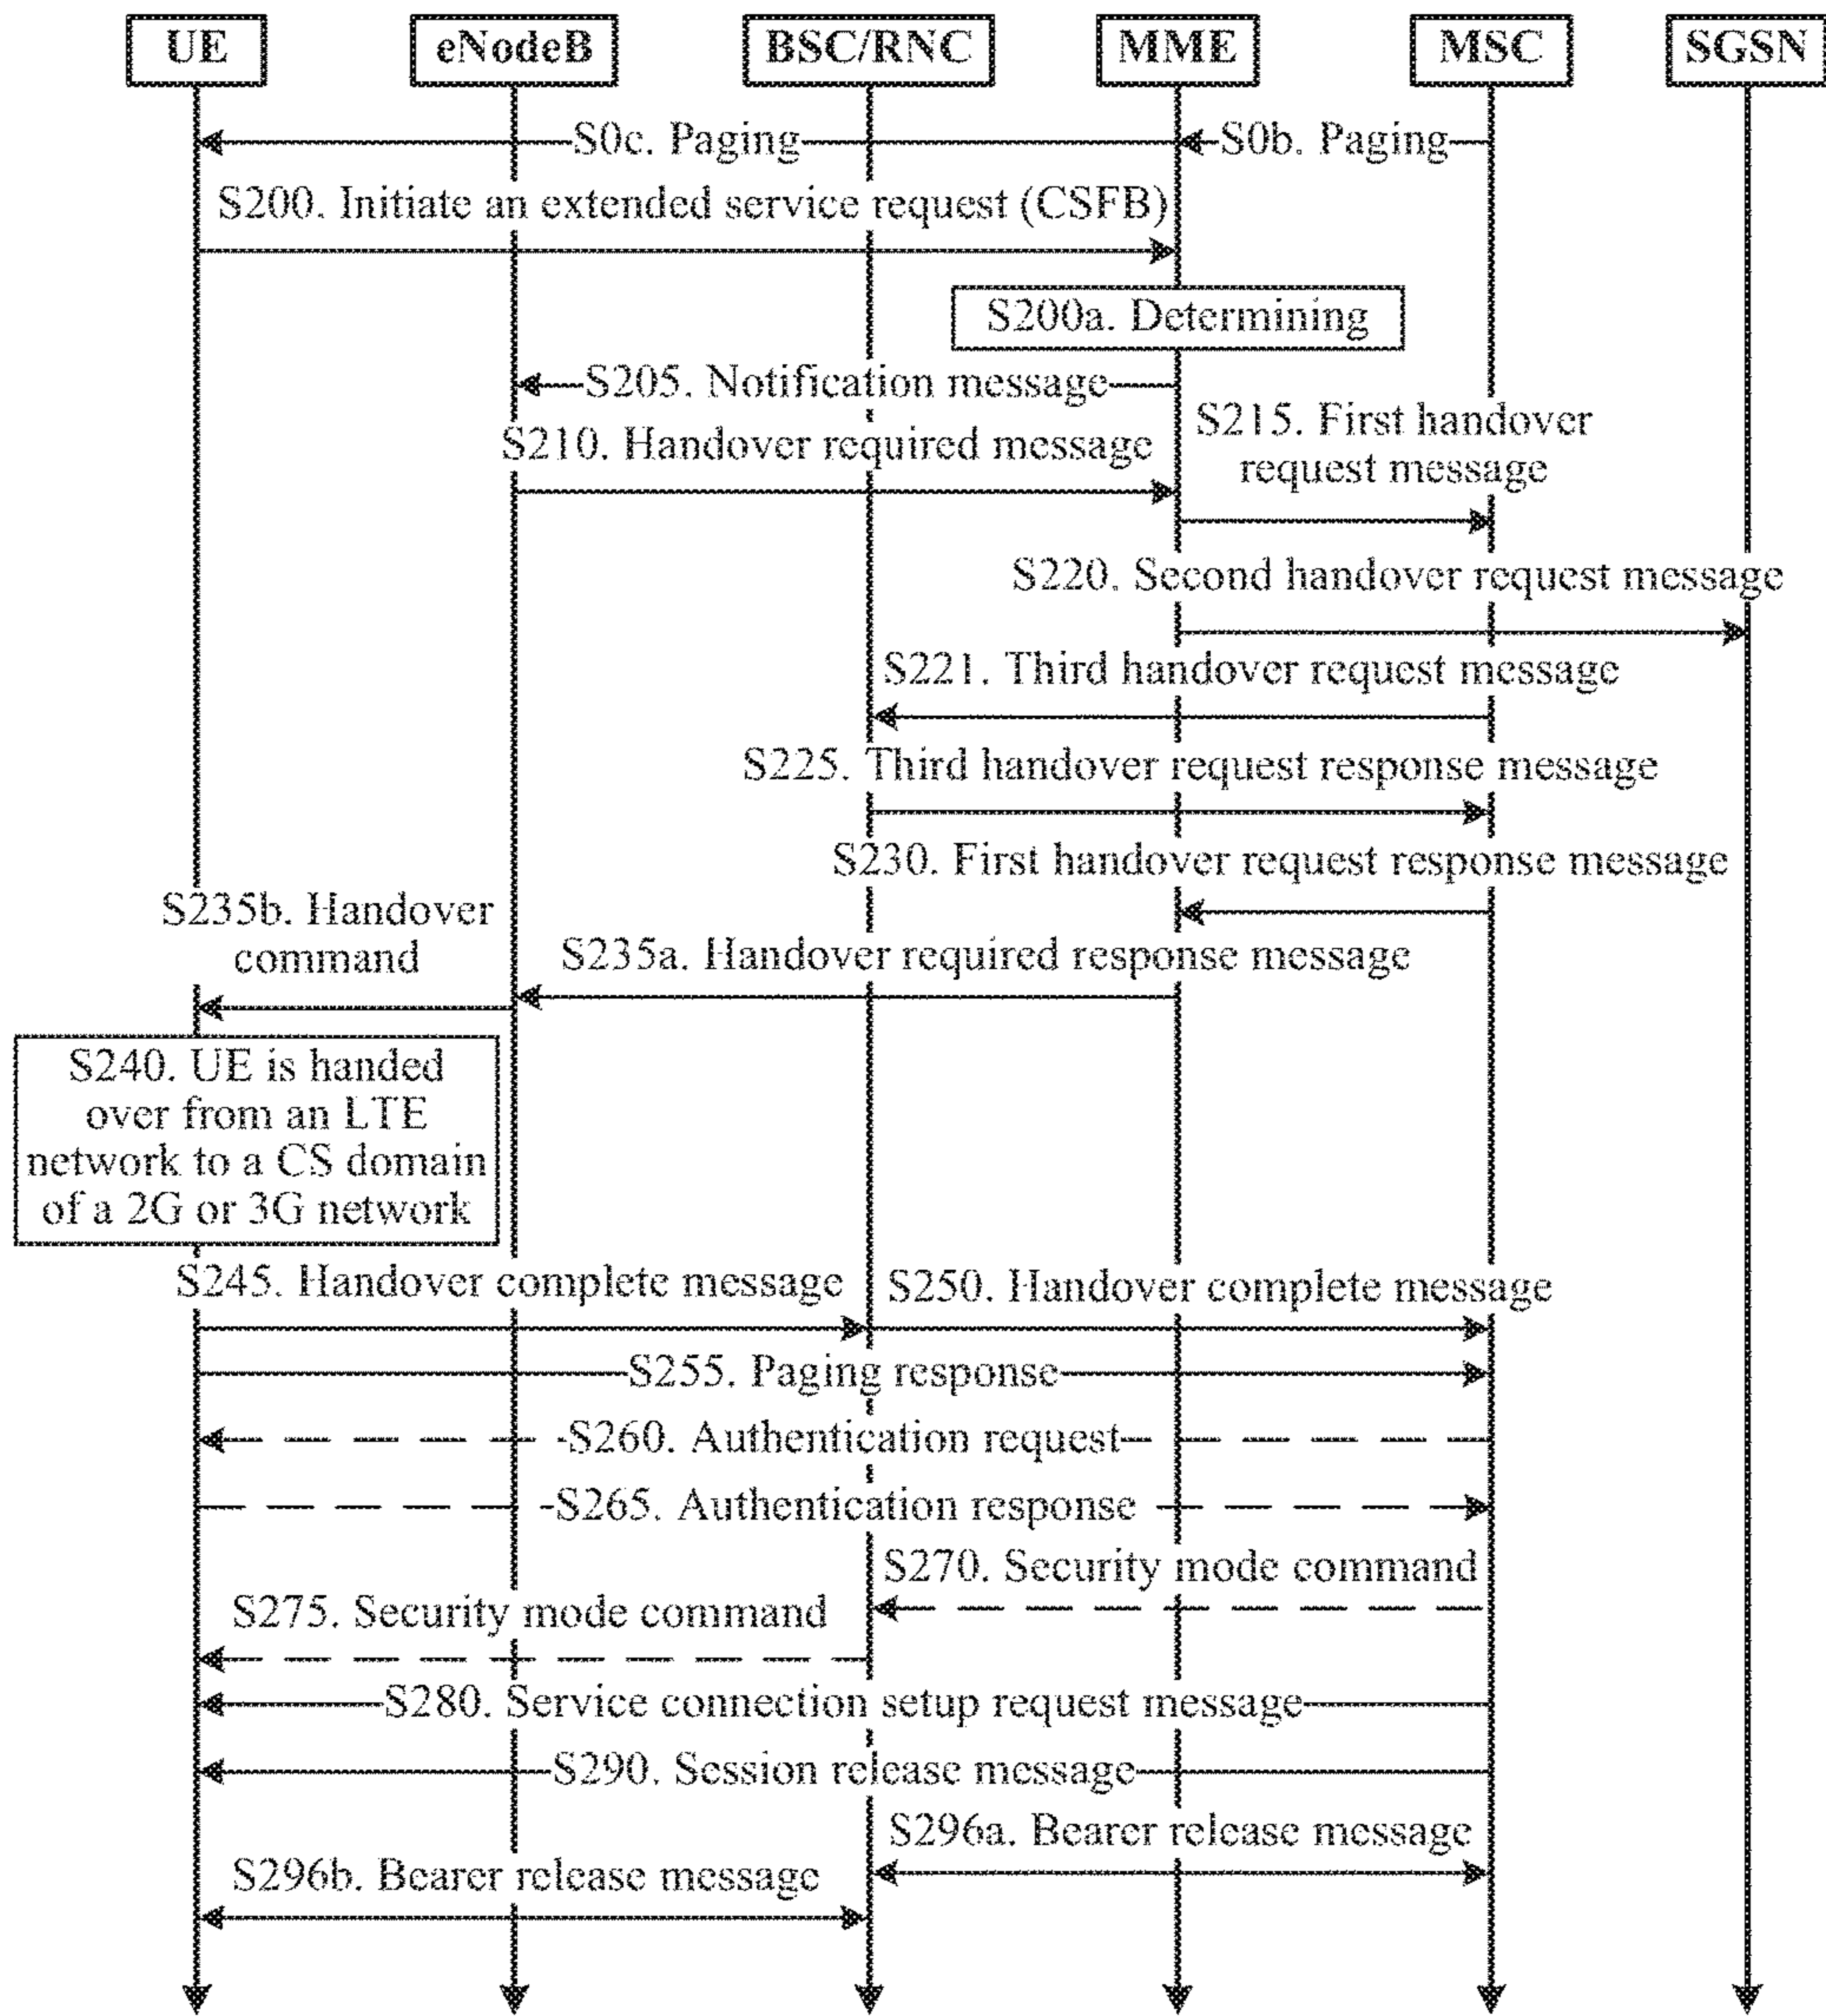 UE
eNodeB
BSC/RNC
MME
MSC
SGSN
S0c. Paging
S0b. Paging
S200. Initiate an extended service request (CSFB)
S200a. Determining
S205. Notification message
S215. First handover
request message
S210. Handover required message
S220. Second handover request message
S221. Third handover request message
S225. Third handover request response message
S230. First handover request response message
S235b. Handover
command
S235a. Handover required response message
S240. UE is handed
over from an LTE
network to a CS domain
of a 2G or 3G network
S245. Handover complete message
S250. Handover complete message
S255. Paging response
S260. Authentication request
S265. Authentication response
S270. Security mode command
S275. Security mode command
S280. Service connection setup request message
S290. Session release message
S296a. Bearer release message
S296b. Bearer release message